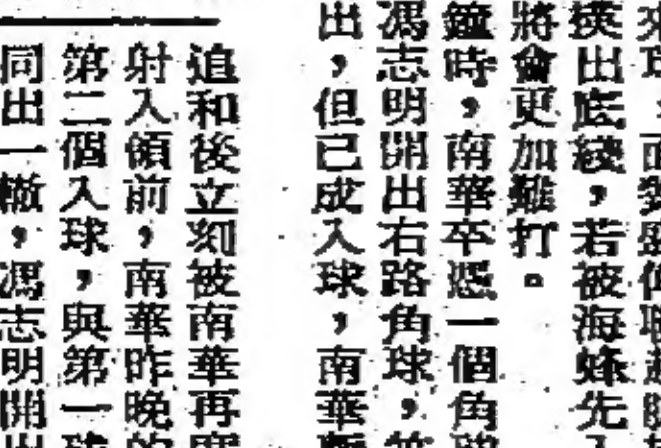 挾出底綫，若被海蜂先
將會更加難打。
鐘時，南華卒憑一個角
馮志明開出右路角球，
出，但已成入球，南華暫
追和後立刻被南華再
射入領前，南華昨晚的
第二個入球，與第一球
同出一轍，馮志明開出